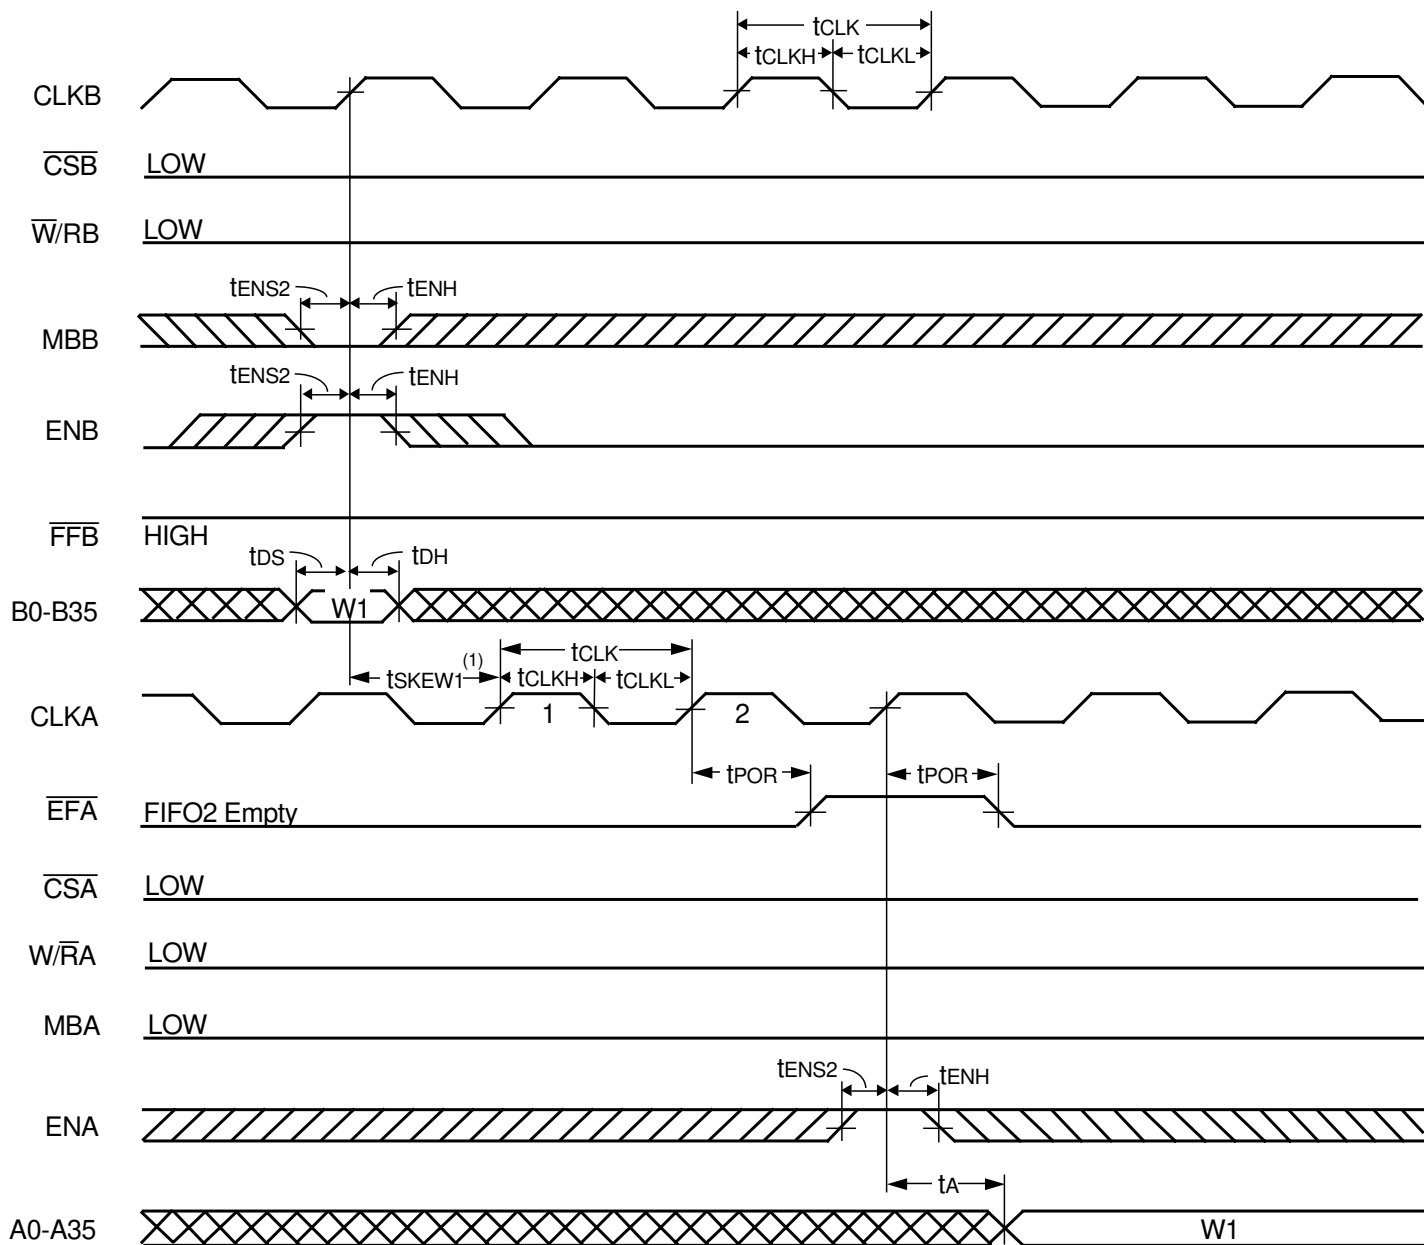 tCLK
tCLKH tCLKL
CLKB
CSB LOW
W/RB LOW
tENS2 tENH
MBB
tENS2 tENH
ENB
FFB HIGH
tDS tDH
B0-B35 W1
tCLK
tSKEW1(1) tCLKH tCLKL
CLKA 1 2
tPOR tPOR
EFA FIFO2 Empty
CSA LOW
W/RA LOW
MBA LOW
tENS2 tENH
ENA
tA
A0-A35 W1